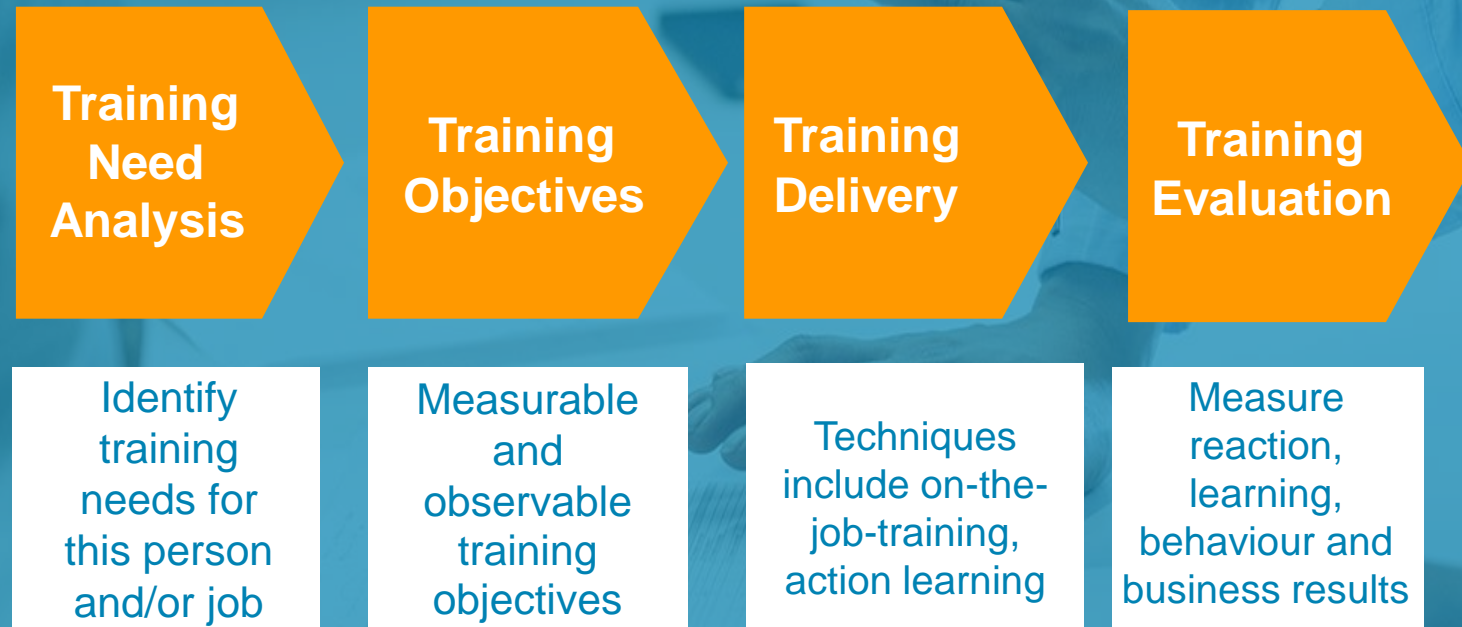 Training
Need
Analysis
Training
Objectives
Training
Delivery
Training
Evaluation
Identify
training
needs for
this person
and/or job
Measurable
and
observable
training
objectives
Techniques
include on-the-
job-training,
action learning
Measure
reaction,
learning,
behaviour and
business results